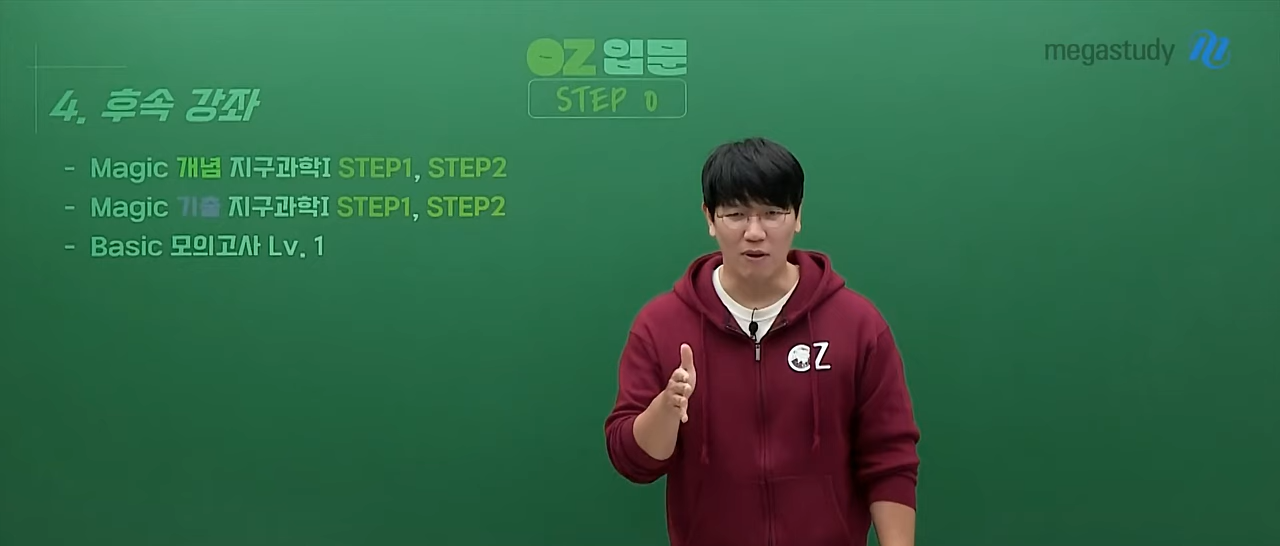 OZ 입문
STEP 0
megastudy
4. 후속 강좌
- Magic 개념 지구과학I STEP1, STEP2
- Magic 기출 지구과학I STEP1, STEP2
- Basic 모의고사 Lv. 1
OZ